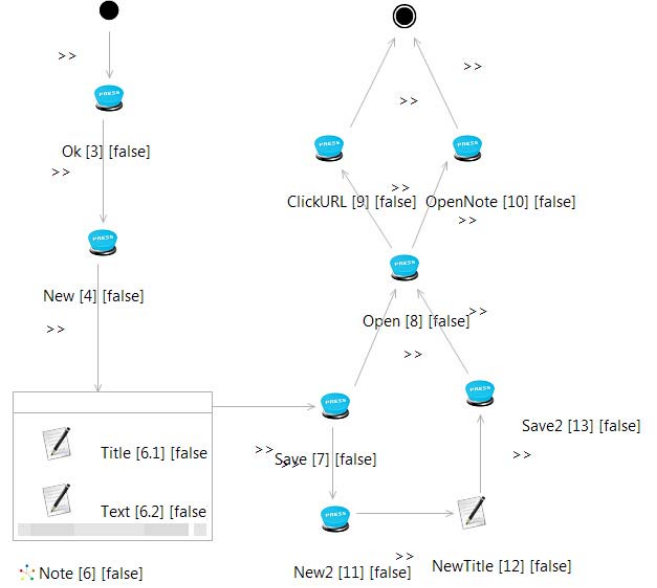 >>
>>
>>
Ok [3] [false]
>>
>>
ClickURL [9] [false]
OpenNote [10] [false]
>>
New [4] [false]
>>
Open [8] [false]
>>
>>
Title [6.1] [false
Text [6.2] [false
>>
>>
Save [7] [false]
Save2 [13] [false]
>>
Note [6] [false]
New2 [11] [false]
>>
NewTitle [12] [false]